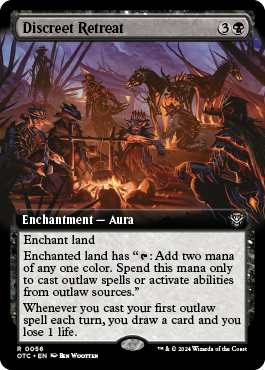 Discreet Retreat 3
Enchantment — Aura
Enchant land
Enchanted land has “: Add two mana
of any one color. Spend this mana only
to cast outlaw spells or activate abilities
from outlaw sources.”
Whenever you cast your first outlaw
spell each turn, you draw a card and you
lose 1 life.
R 0056
OTC • EN Ben Wootten
™ & © 2024 Wizards of the Coast